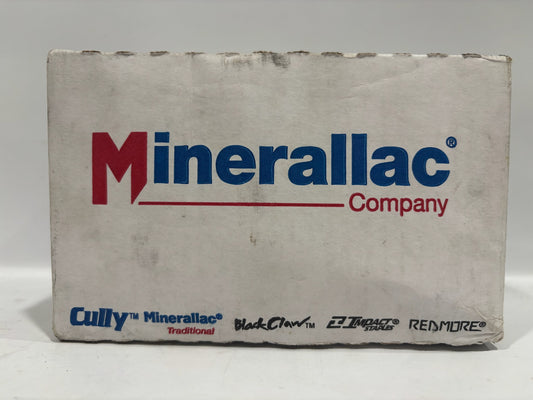 Minerallac®
Company
Cully™ Minerallac® Traditional BlackClaw™ IMPACT® STAPLES REDMORE®